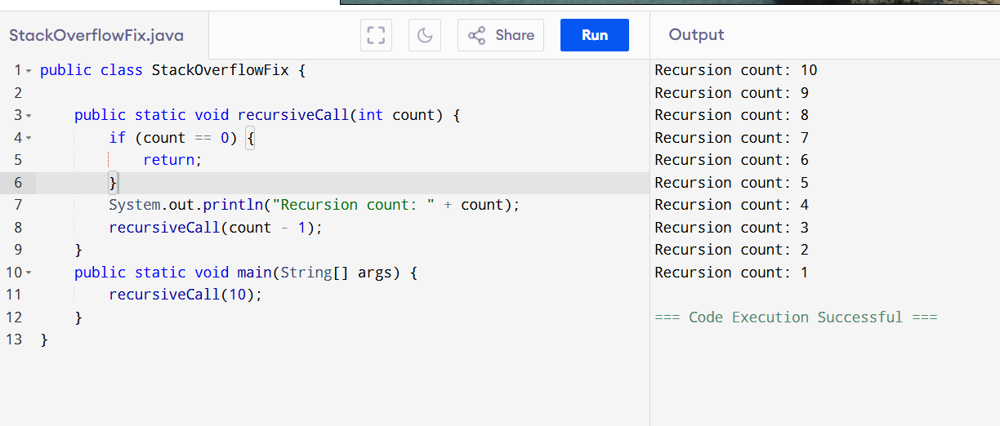 StackOverflowFix.java
Share
Run
Output
1 public class StackOverflowFix {
2
3     public static void recursiveCall(int count) {
4         if (count == 0) {
5             return;
6         }
7         System.out.println("Recursion count: " + count);
8         recursiveCall(count - 1);
9     }
10     public static void main(String[] args) {
11         recursiveCall(10);
12     }
13 }
Recursion count: 10
Recursion count: 9
Recursion count: 8
Recursion count: 7
Recursion count: 6
Recursion count: 5
Recursion count: 4
Recursion count: 3
Recursion count: 2
Recursion count: 1
=== Code Execution Successful ===